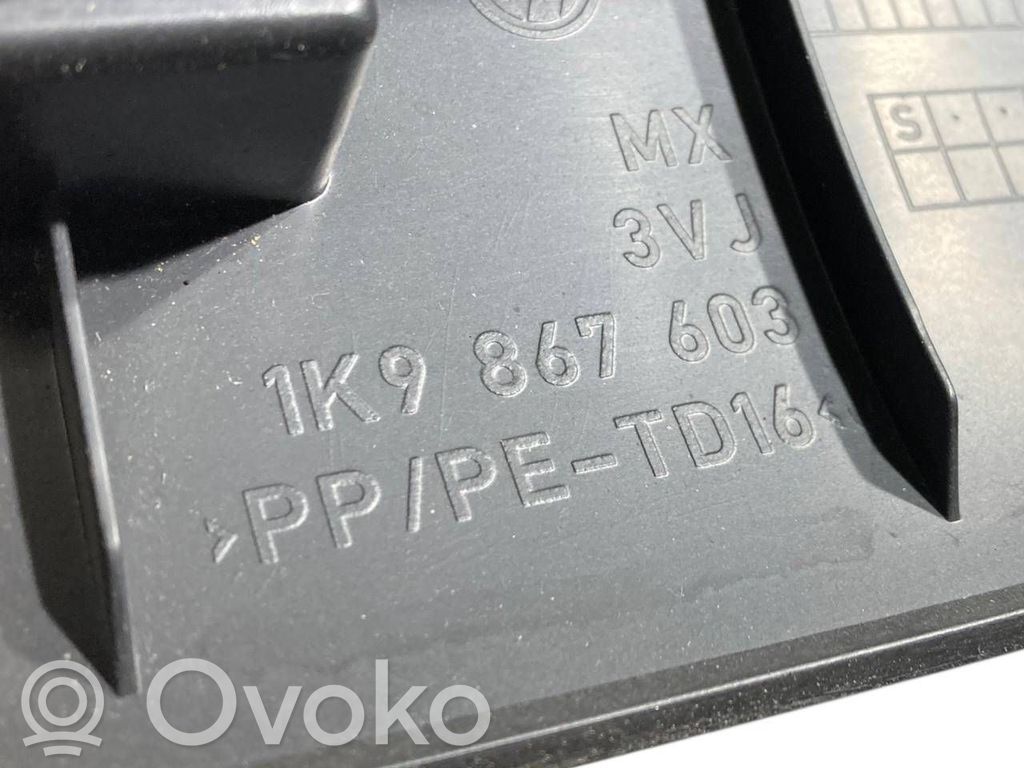 MX
3VJ
S
1K9 867 603
>PP/PE-TD16<
Ovoko